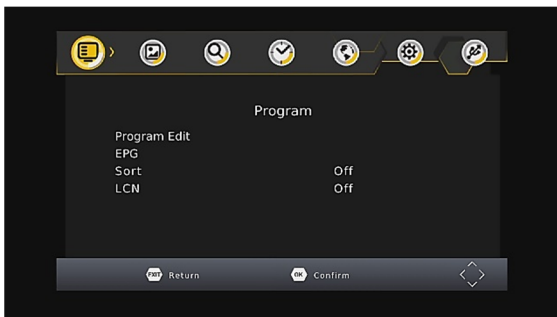 Program
Program Edit
EPG
Sort Off
LCN Off
EXIT Return OK Confirm